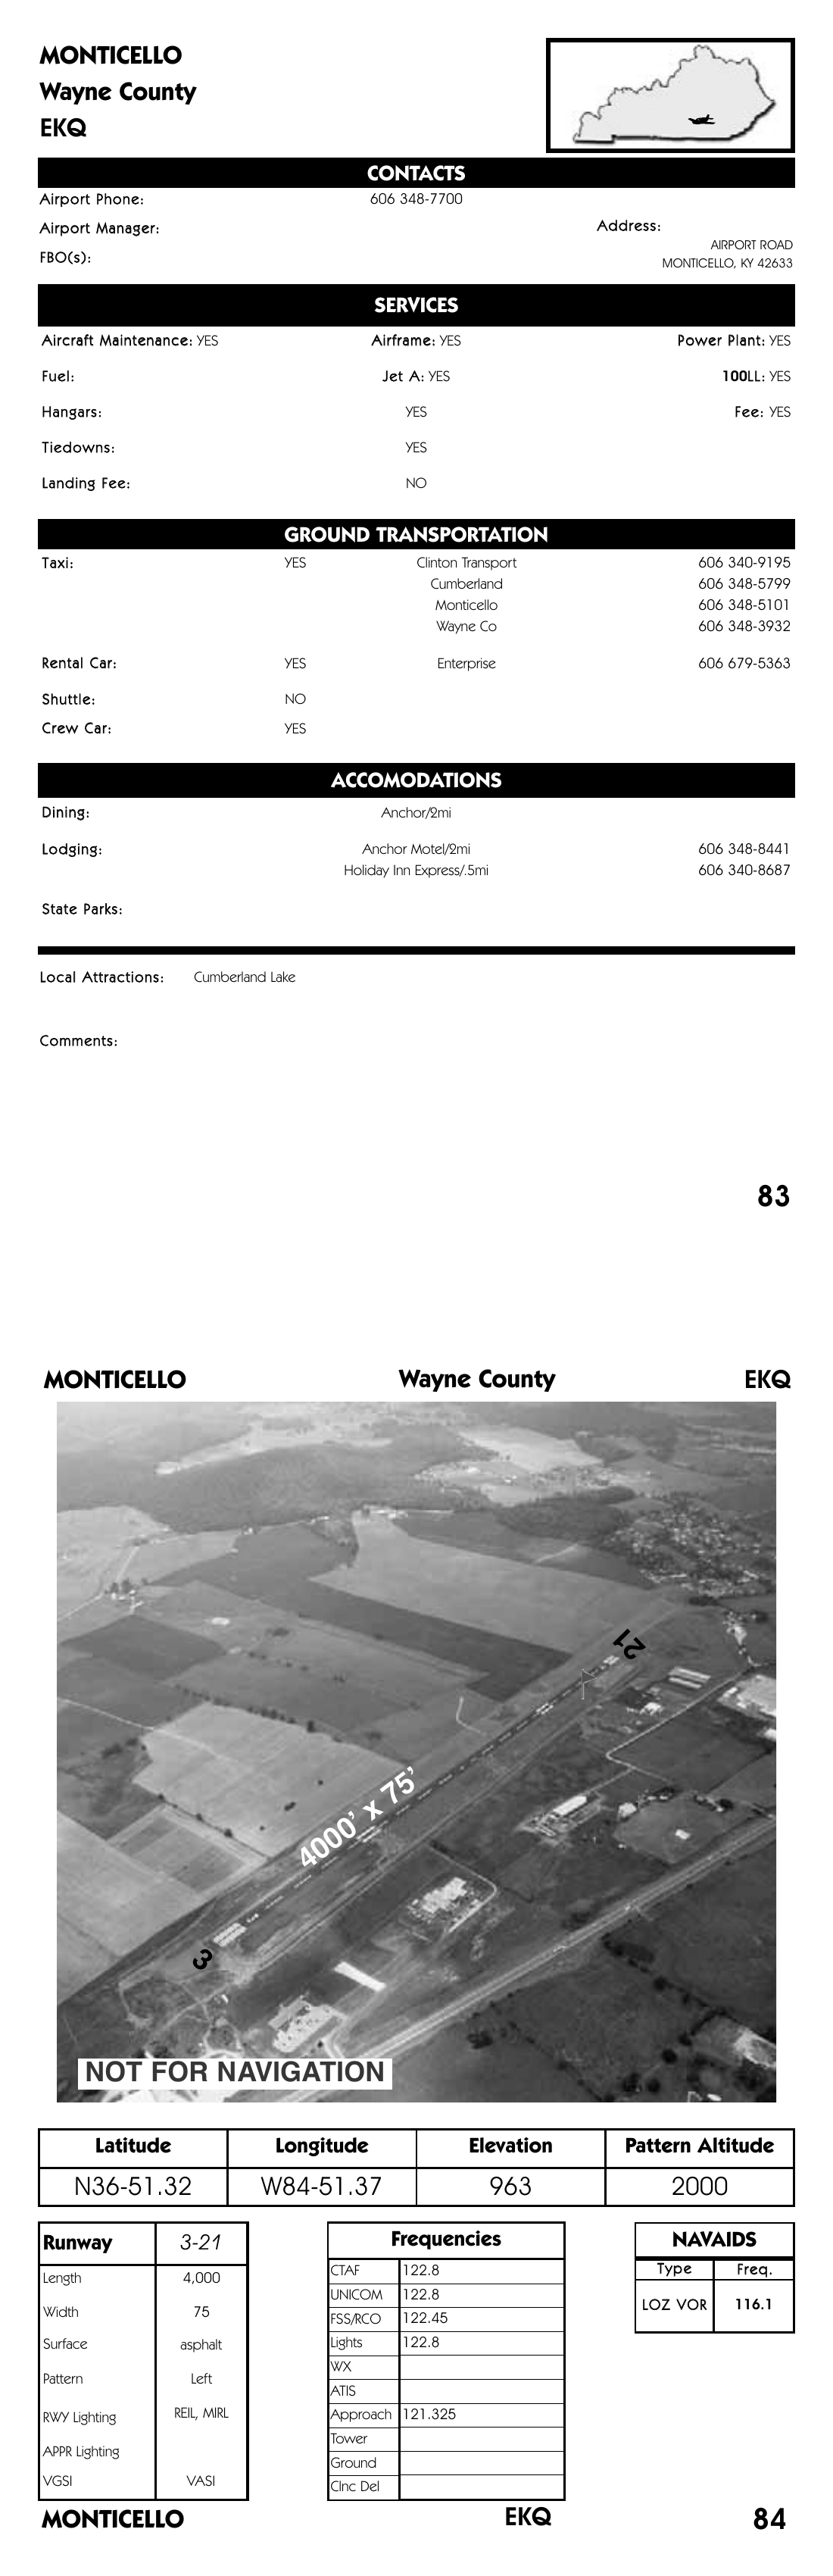 MONTICELLO
Wayne County
EKQ
CONTACTS
Airport Phone: 606 348-7700
Airport Manager:
Address:
FBO(s):
AIRPORT ROAD
MONTICELLO, KY 42633
SERVICES
Aircraft Maintenance: YES Airframe: YES Power Plant: YES
Fuel: Jet A: YES 100LL: YES
Hangars: YES Fee: YES
Tiedowns: YES
Landing Fee: NO
GROUND TRANSPORTATION
Taxi: YES Clinton Transport 606 340-9195
Cumberland 606 348-5799
Monticello 606 348-5101
Wayne Co 606 348-3932
Rental Car: YES Enterprise 606 679-5363
Shuttle: NO
Crew Car: YES
ACCOMODATIONS
Dining: Anchor/2mi
Lodging: Anchor Motel/2mi 606 348-8441
Holiday Inn Express/.5mi 606 340-8687
State Parks:
Local Attractions: Cumberland Lake
Comments:
83
MONTICELLO Wayne County EKQ
21
4000' x 75'
3
NOT FOR NAVIGATION
Latitude Longitude Elevation Pattern Altitude
N36-51.32 W84-51.37 963 2000
Runway 3-21
Length 4,000
Width 75
Surface asphalt
Pattern Left
RWY Lighting REIL, MIRL
APPR Lighting
VGSI VASI
Frequencies
CTAF 122.8
UNICOM 122.8
FSS/RCO 122.45
Lights 122.8
WX
ATIS
Approach 121.325
Tower
Ground
Clnc Del
NAVAIDS
Type Freq.
LOZ VOR 116.1
MONTICELLO EKQ 84